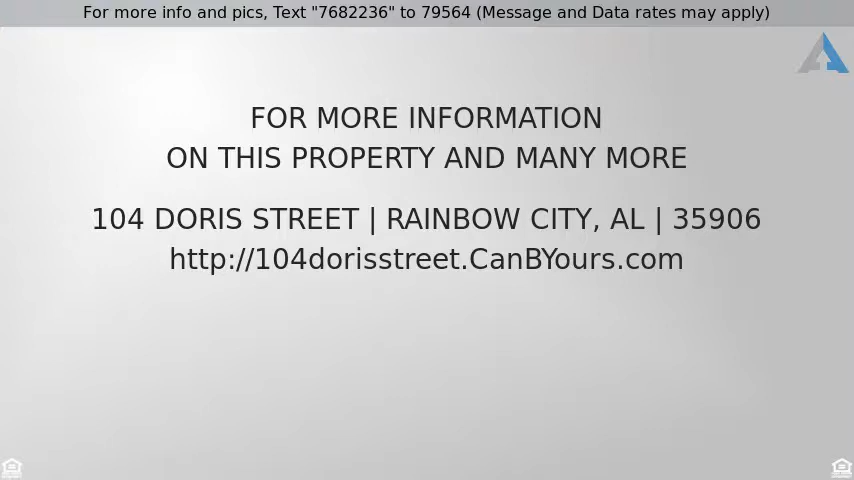 For more info and pics, Text "7682236" to 79564 (Message and Data rates may apply)
FOR MORE INFORMATION
ON THIS PROPERTY AND MANY MORE
104 DORIS STREET | RAINBOW CITY, AL | 35906
http://104dorisstreet.CanBYours.com